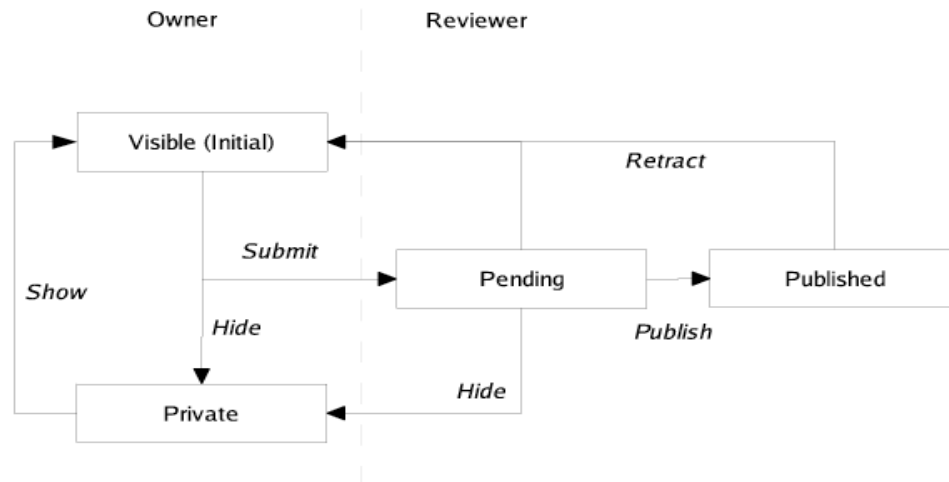 Owner
Reviewer
Visible (Initial)
Retract
Submit
Pending
Published
Show
Hide
Publish
Hide
Private